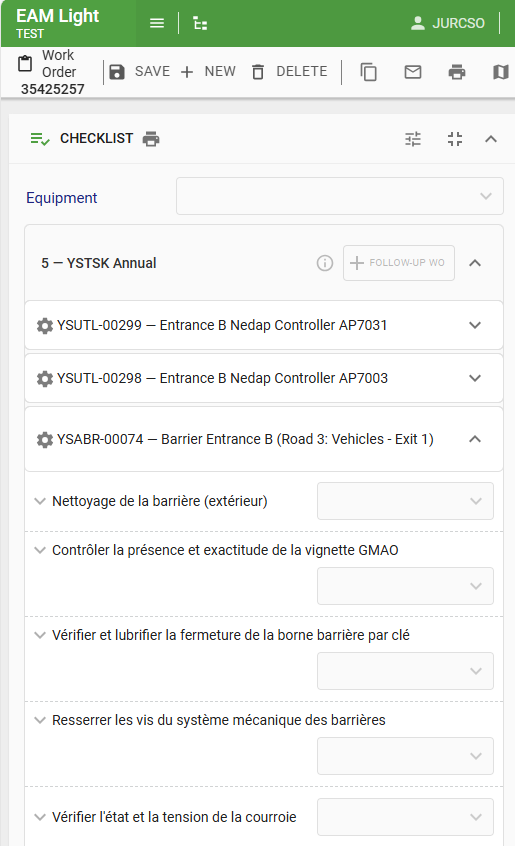 EAM Light
TEST
JURCSO
Work
Order
35425257
SAVE
NEW
DELETE
CHECKLIST
Equipment
5 — YSTSK Annual
FOLLOW-UP WO
YSUTL-00299 — Entrance B Nedap Controller AP7031
YSUTL-00298 — Entrance B Nedap Controller AP7003
YSABR-00074 — Barrier Entrance B (Road 3: Vehicles - Exit 1)
Nettoyage de la barrière (extérieur)
Contrôler la présence et exactitude de la vignette GMAO
Vérifier et lubrifier la fermeture de la borne barrière par clé
Resserrer les vis du système mécanique des barrières
Vérifier l'état et la tension de la courroie